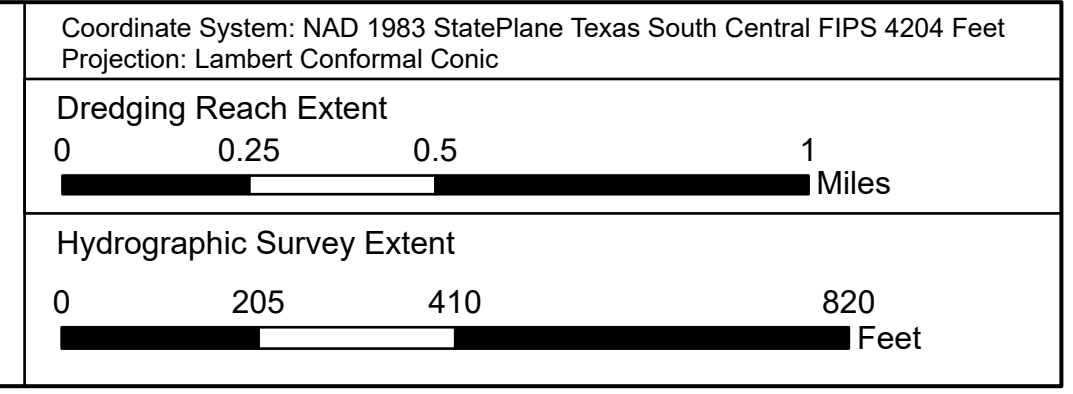 Coordinate System: NAD 1983 StatePlane Texas South Central FIPS 4204 Feet
Projection: Lambert Conformal Conic
Dredging Reach Extent
0 0.25 0.5 1
Miles
Hydrographic Survey Extent
0 205 410 820
Feet